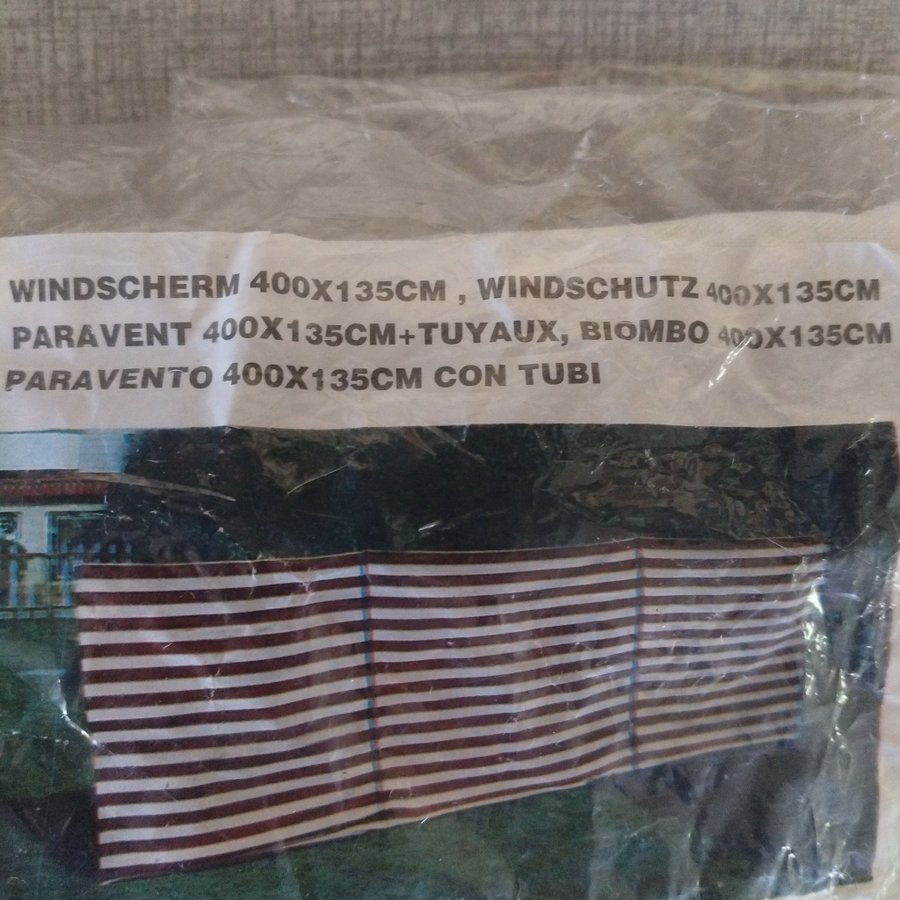 WINDSCHERM 400X135CM , WINDSCHUTZ 400X135CM
PARAVENT 400X135CM+TUYAUX, BIOMBO 400X135CM
PARAVENTO 400X135CM CON TUBI